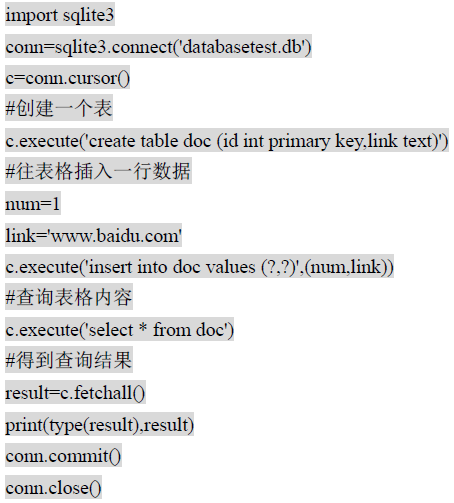 import sqlite3
conn=sqlite3.connect('databasetest.db')
c=conn.cursor()
#创建一个表
c.execute('create table doc (id int primary key,link text)')
#往表格插入一行数据
num=1
link='www.baidu.com'
c.execute('insert into doc values (?,?)',(num,link))
#查询表格内容
c.execute('select * from doc')
#得到查询结果
result=c.fetchall()
print(type(result),result)
conn.commit()
conn.close()